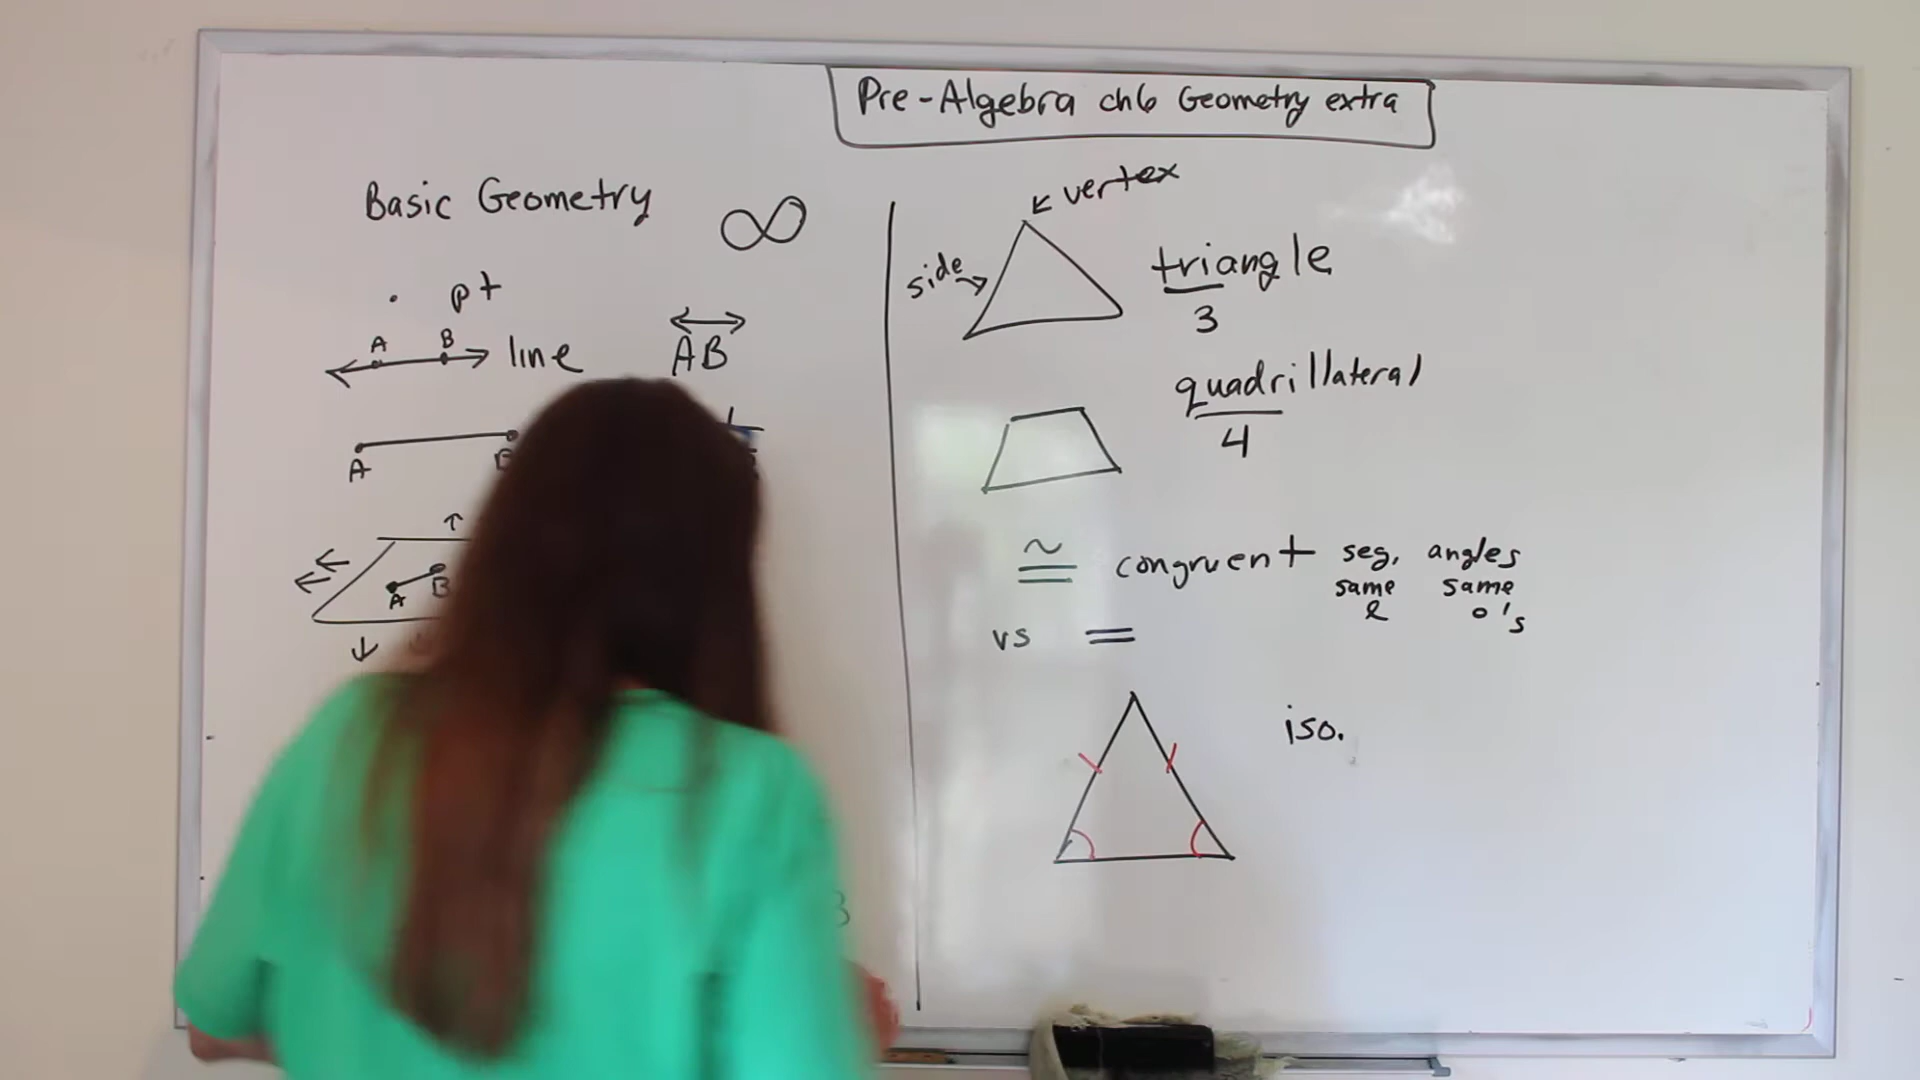 Pre-Algebra ch6 Geometry extra
Basic Geometry ∞
pt
A B line AB
A
A B
vertex
side
triangle
3
quadrillateral
4
≅ congruent seg. angles
same same
l o's
vs =
iso.